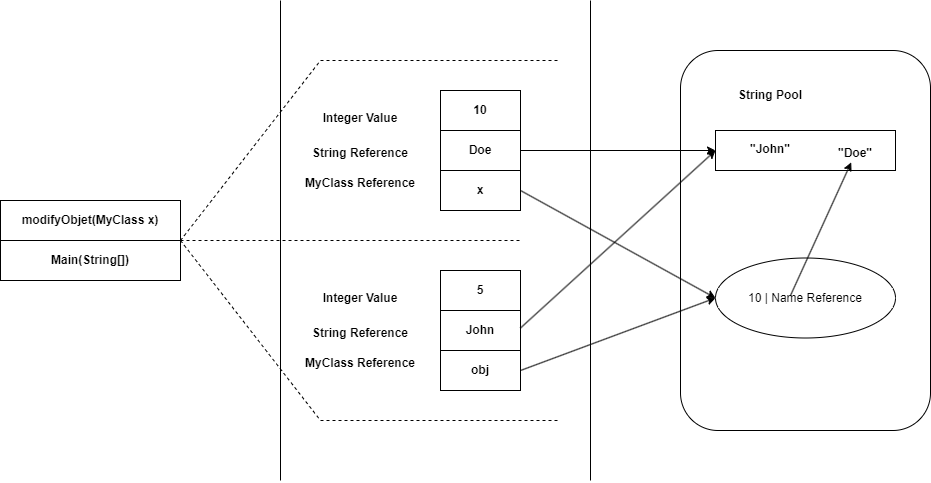 modifyObjet(MyClass x)
Main(String[])
Integer Value
10
String Reference
Doe
MyClass Reference
x
Integer Value
5
String Reference
John
MyClass Reference
obj
String Pool
"John"
"Doe"
10 | Name Reference